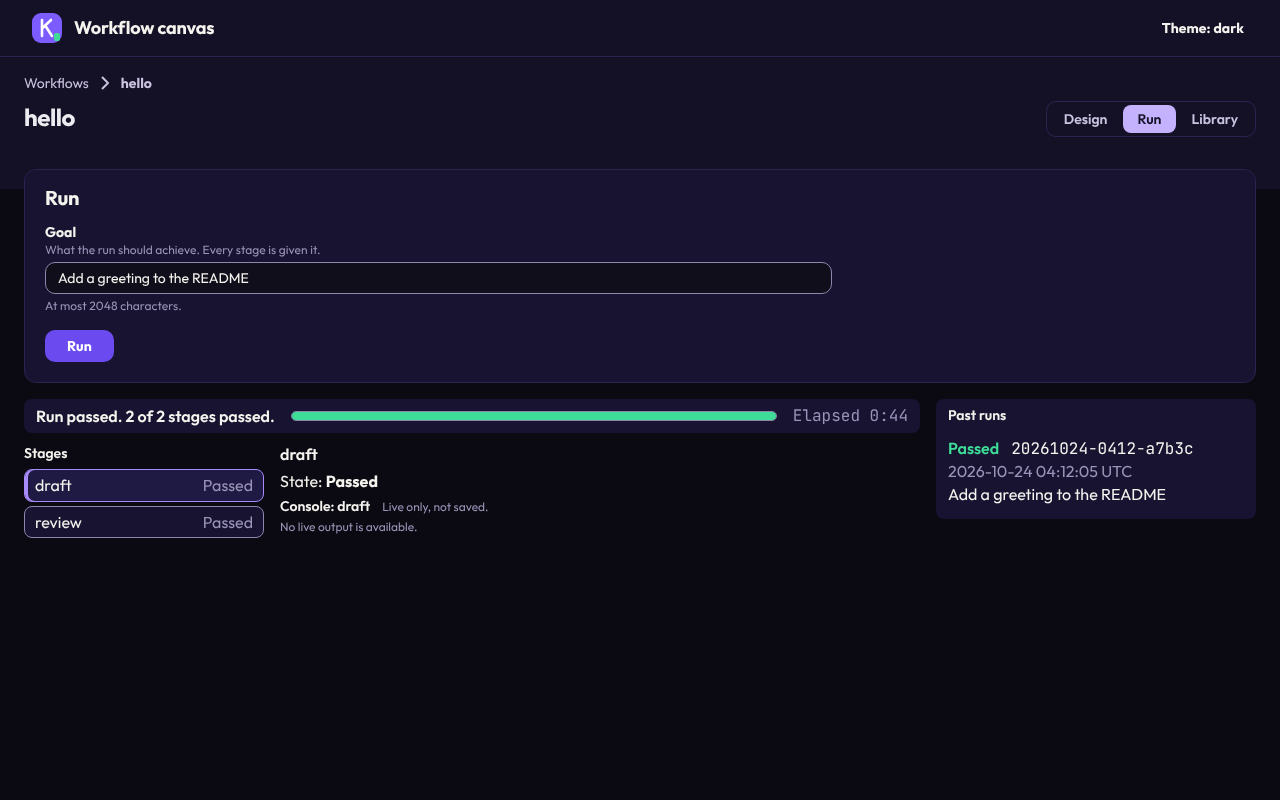 K
Workflow canvas
Theme: dark
Workflows > hello
hello
Design Run Library
Run
Goal
What the run should achieve. Every stage is given it.
Add a greeting to the README
At most 2048 characters.
Run
Run passed. 2 of 2 stages passed. Elapsed 0:44
Stages
draft Passed
review Passed
draft
State: Passed
Console: draft Live only, not saved.
No live output is available.
Past runs
Passed 20261024-0412-a7b3c
2026-10-24 04:12:05 UTC
Add a greeting to the README